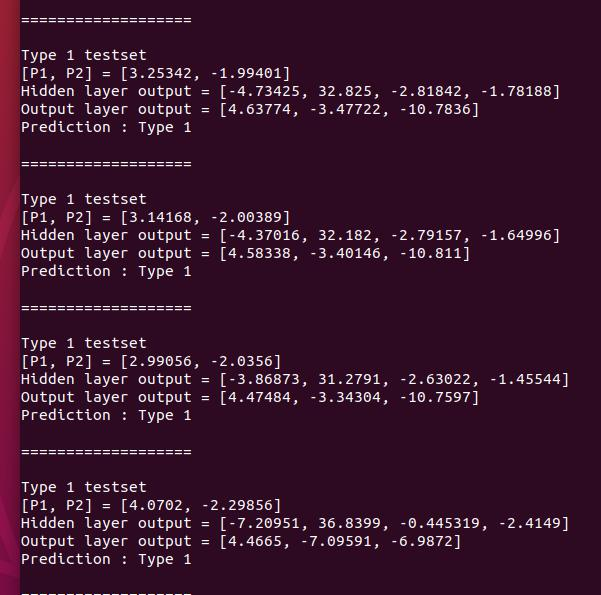 ===================
Type 1 testset
[P1, P2] = [3.25342, -1.99401]
Hidden layer output = [-4.73425, 32.825, -2.81842, -1.78188]
Output layer output = [4.63774, -3.47722, -10.7836]
Prediction : Type 1
===================
Type 1 testset
[P1, P2] = [3.14168, -2.00389]
Hidden layer output = [-4.37016, 32.182, -2.79157, -1.64996]
Output layer output = [4.58338, -3.40146, -10.811]
Prediction : Type 1
===================
Type 1 testset
[P1, P2] = [2.99056, -2.0356]
Hidden layer output = [-3.86873, 31.2791, -2.63022, -1.45544]
Output layer output = [4.47484, -3.34304, -10.7597]
Prediction : Type 1
===================
Type 1 testset
[P1, P2] = [4.0702, -2.29856]
Hidden layer output = [-7.20951, 36.8399, -0.445319, -2.4149]
Output layer output = [4.4665, -7.09591, -6.9872]
Prediction : Type 1
===================